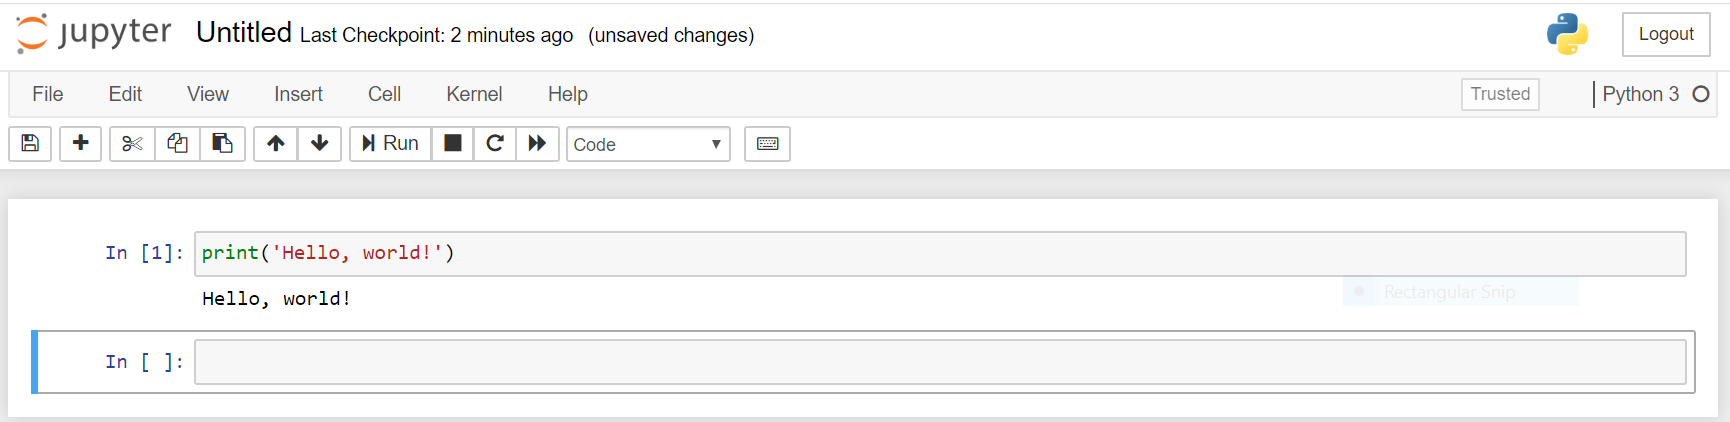 jupyter Untitled Last Checkpoint: 2 minutes ago (unsaved changes) Logout
File Edit View Insert Cell Kernel Help Trusted Python 3
Run Code
In [1]: print('Hello, world!')
Rectangular Snip
Hello, world!
In [ ]: